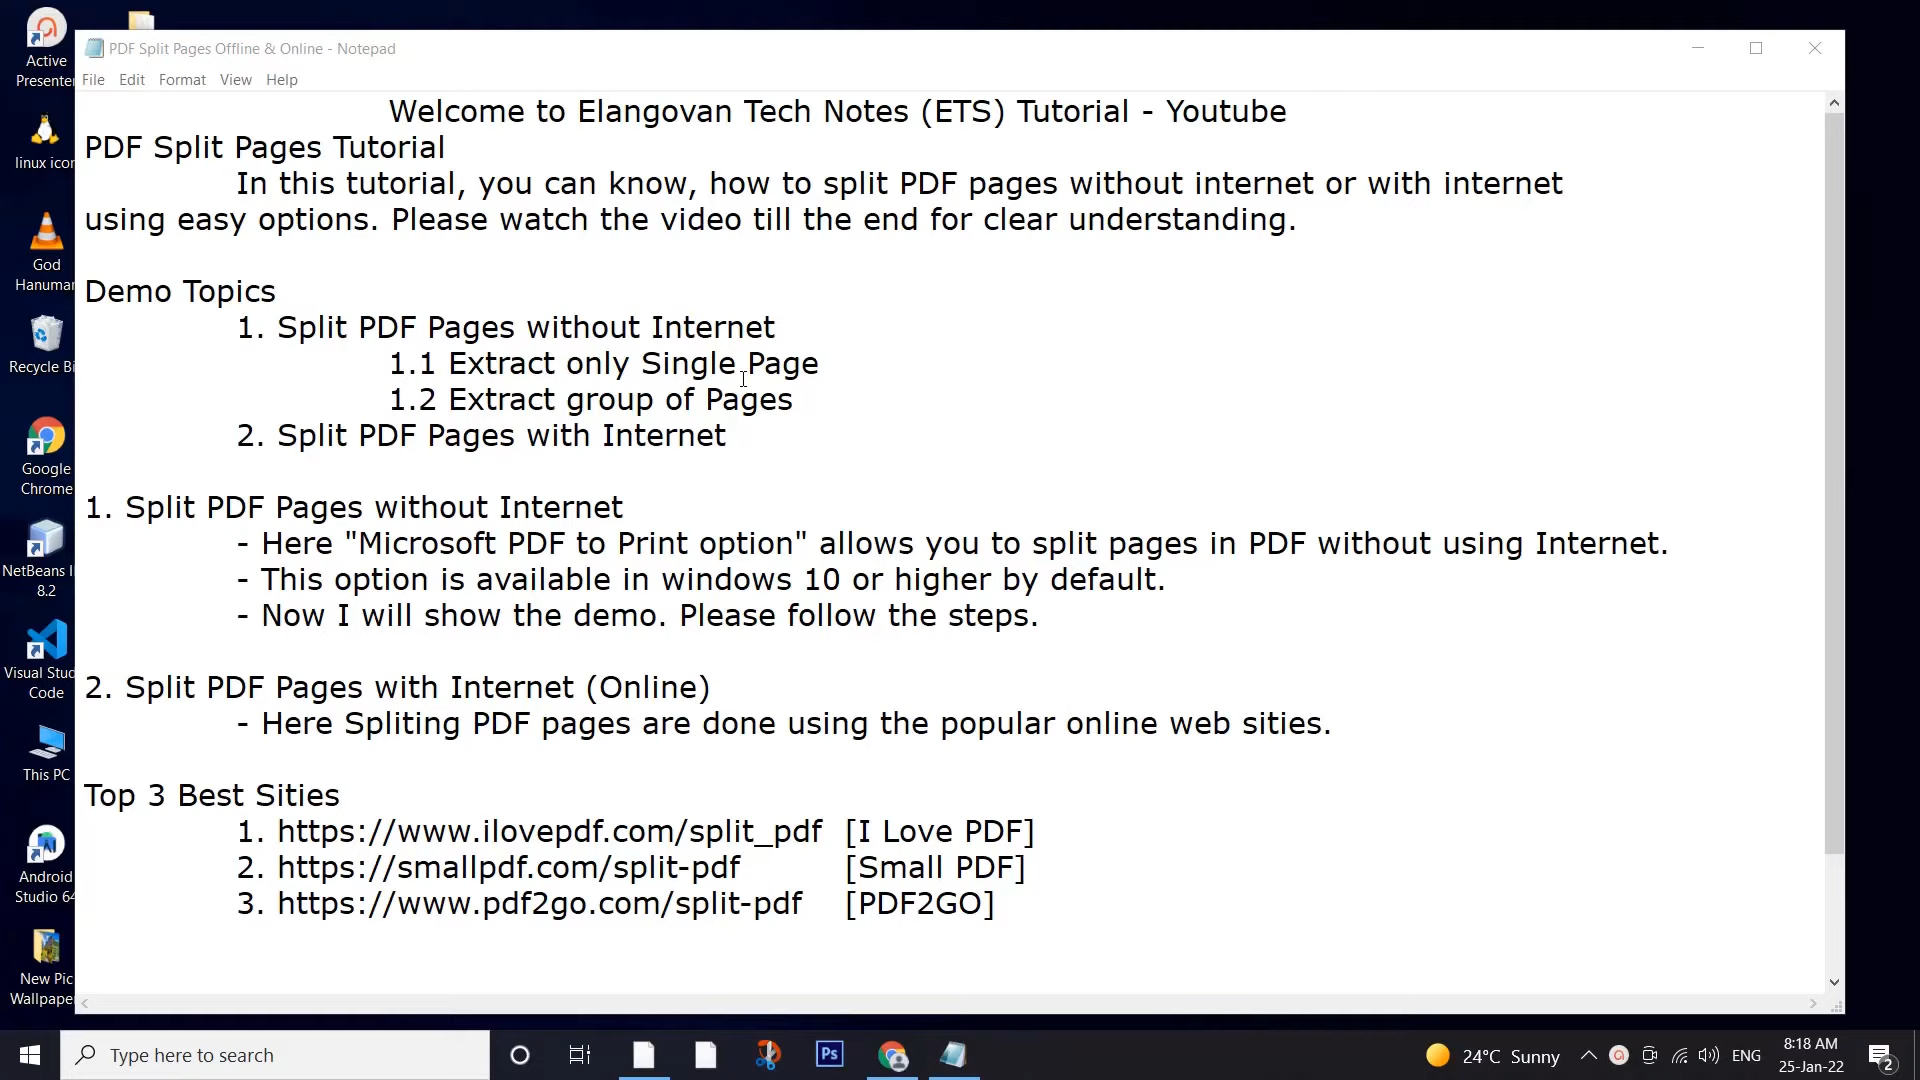 Active
Presenter
linux icon
God
Hanuman
Recycle Bi
Google
Chrome
NetBeans I
8.2
Visual Stud
Code
This PC
Android
Studio 64
New Pic
Wallpape
PDF Split Pages Offline & Online - Notepad
File Edit Format View Help
Welcome to Elangovan Tech Notes (ETS) Tutorial - Youtube
PDF Split Pages Tutorial
In this tutorial, you can know, how to split PDF pages without internet or with internet
using easy options. Please watch the video till the end for clear understanding.
Demo Topics
1. Split PDF Pages without Internet
1.1 Extract only Single Page
1.2 Extract group of Pages
2. Split PDF Pages with Internet
1. Split PDF Pages without Internet
- Here "Microsoft PDF to Print option" allows you to split pages in PDF without using Internet.
- This option is available in windows 10 or higher by default.
- Now I will show the demo. Please follow the steps.
2. Split PDF Pages with Internet (Online)
- Here Spliting PDF pages are done using the popular online web sities.
Top 3 Best Sities
1. https://www.ilovepdf.com/split_pdf [I Love PDF]
2. https://smallpdf.com/split-pdf [Small PDF]
3. https://www.pdf2go.com/split-pdf [PDF2GO]
Type here to search
Ps
24°C Sunny
ENG
8:18 AM
25-Jan-22
2